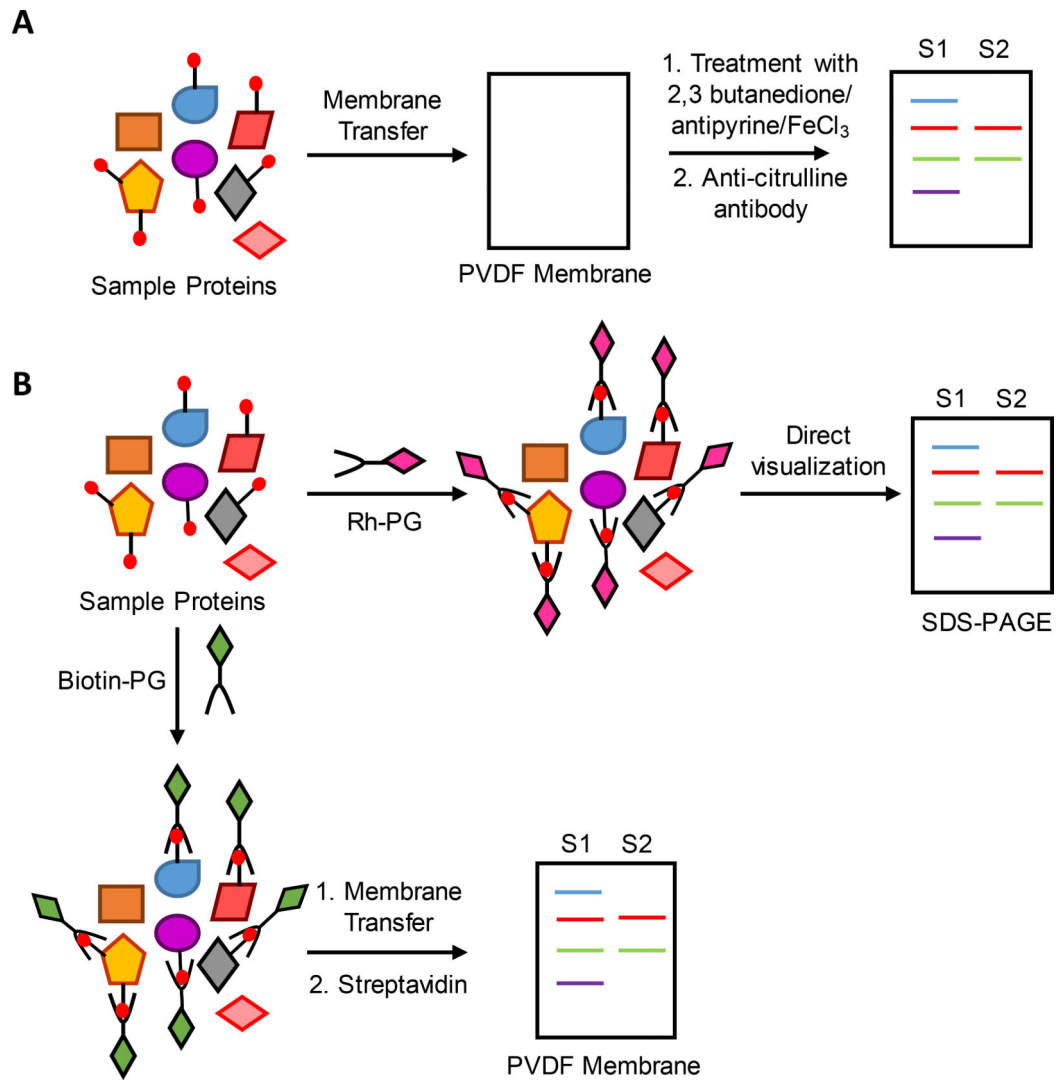 A
Membrane
Transfer
1. Treatment with
2,3 butanedione/
antipyrine/FeCl₃
2. Anti-citrulline
antibody
S1 S2
Sample Proteins
PVDF Membrane
B
Rh-PG
Direct
visualization
S1 S2
Sample Proteins
SDS-PAGE
Biotin-PG
1. Membrane
Transfer
2. Streptavidin
S1 S2
PVDF Membrane